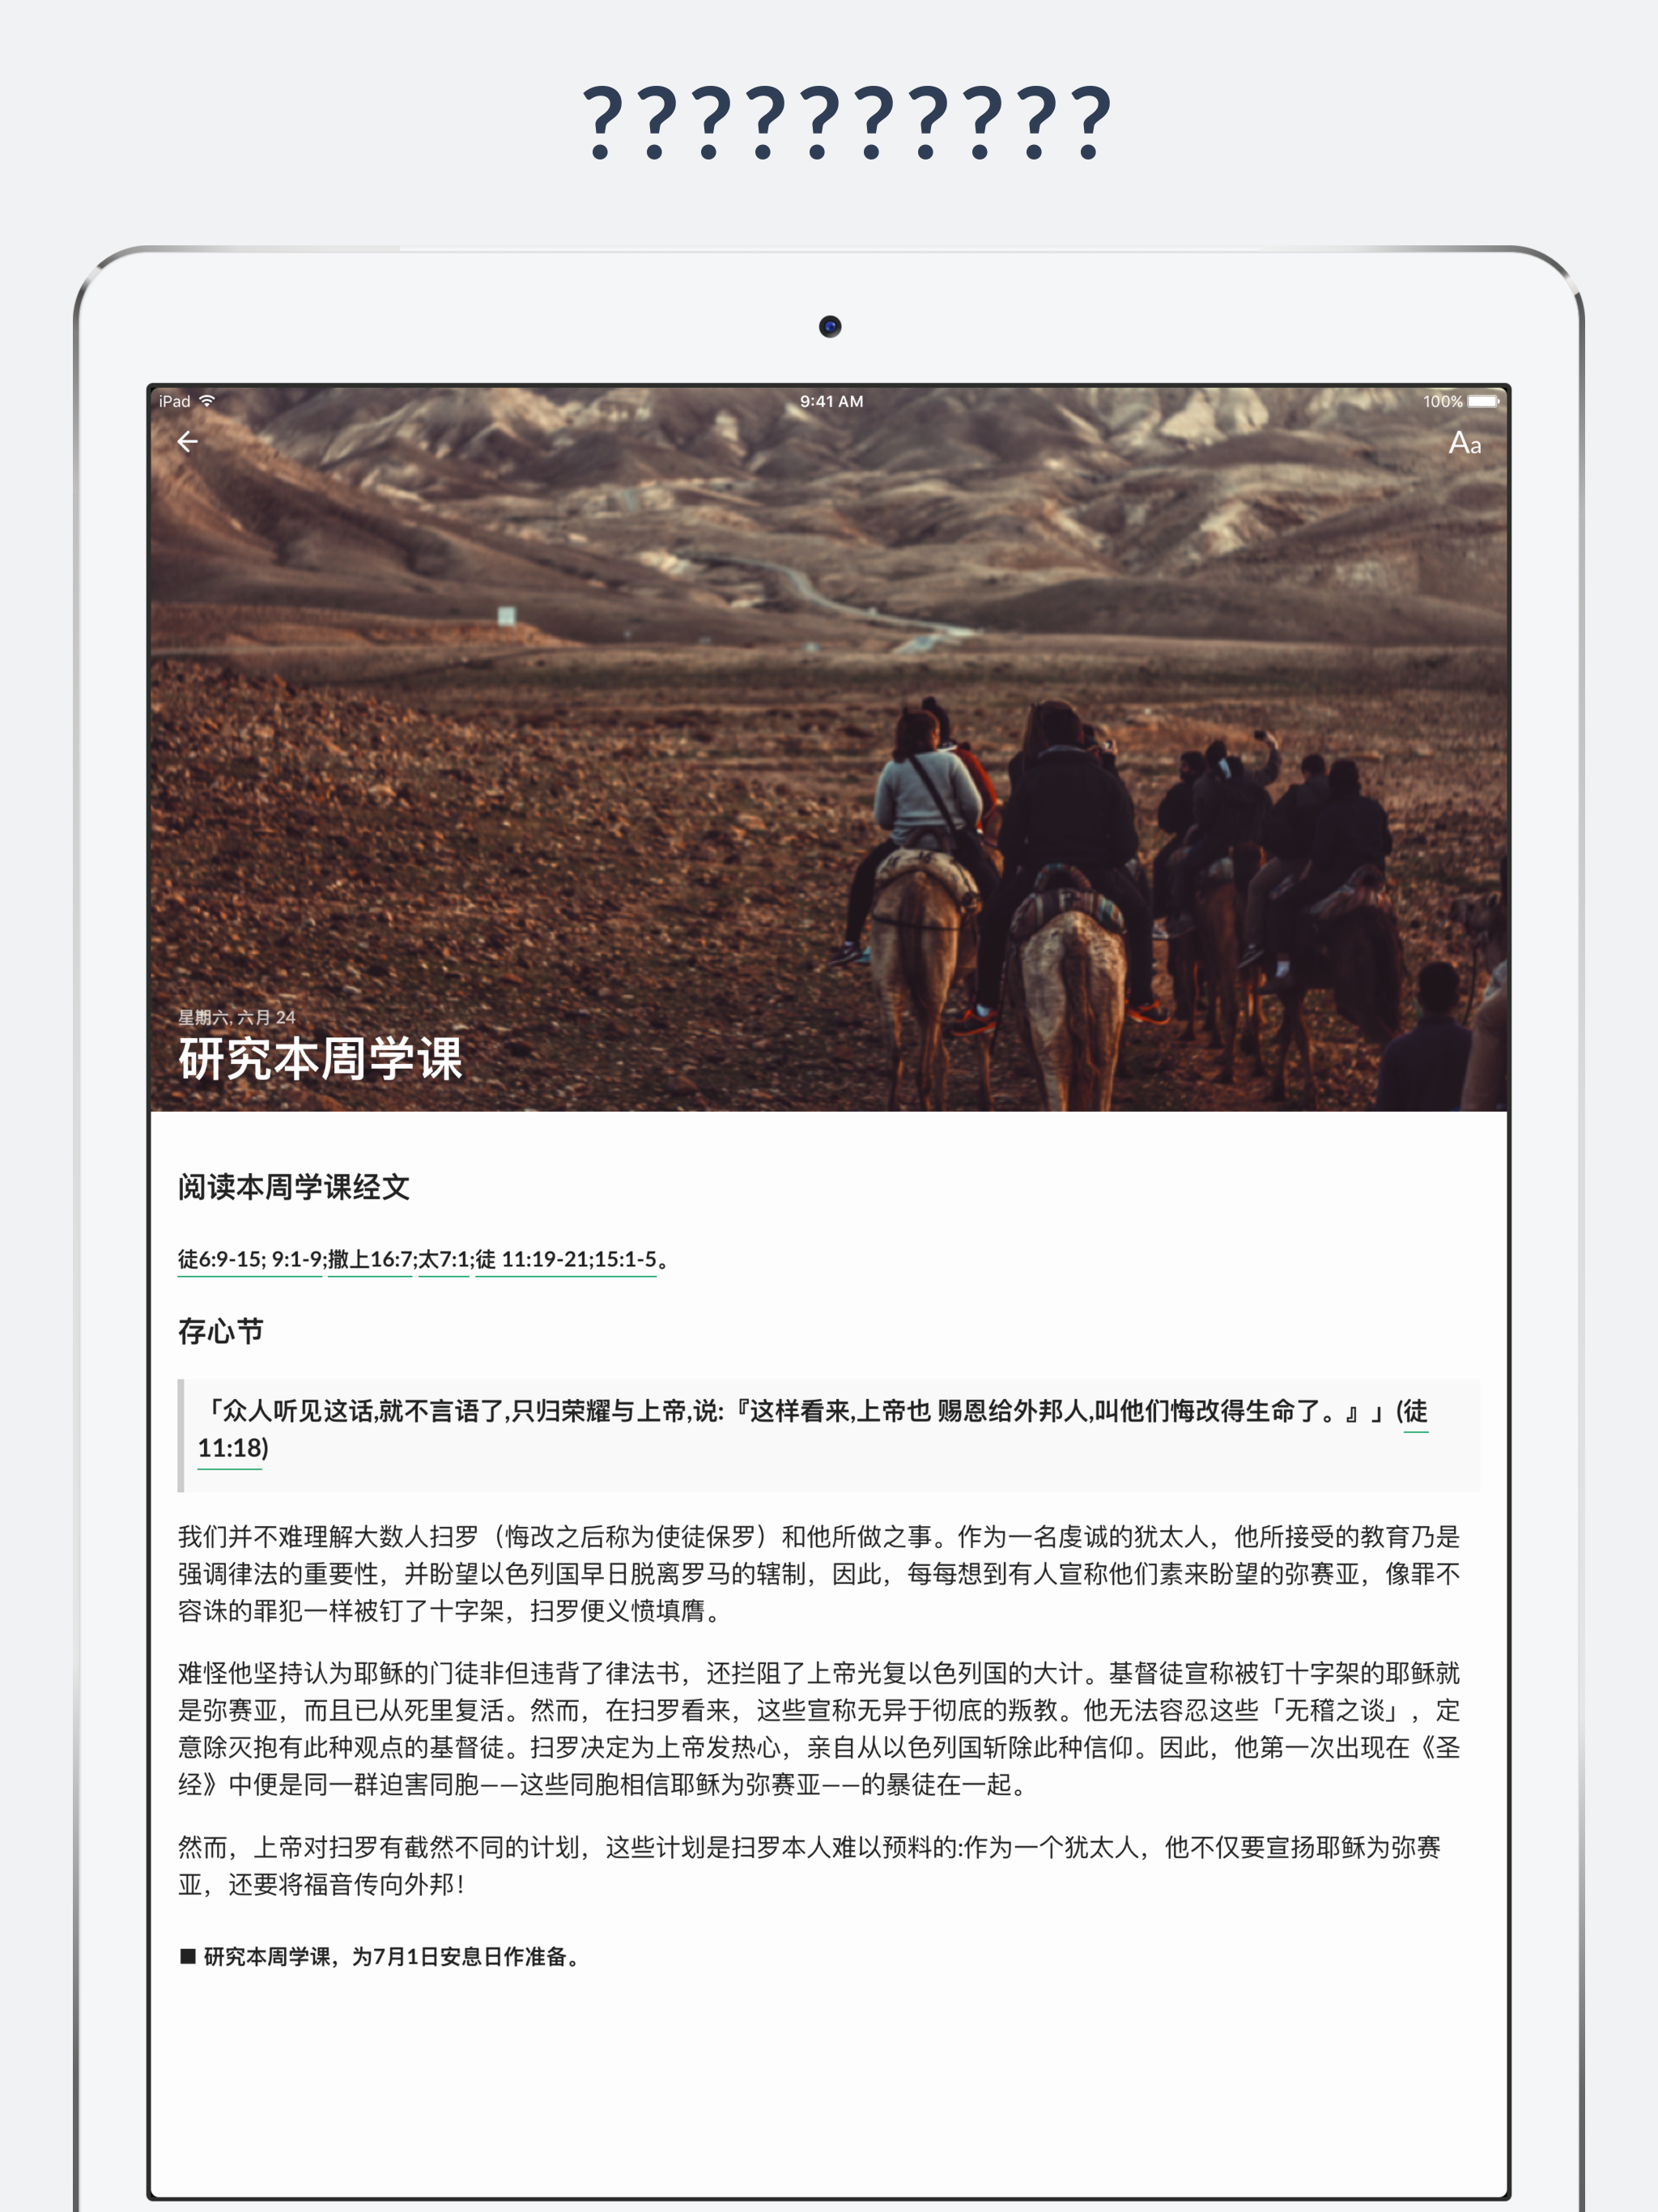 ??????????
iPad 9:41 AM 100%
Aa
星期六, 六月 24
研究本周学课
阅读本周学课经文
徒6:9-15; 9:1-9;撒上16:7;太7:1;徒 11:19-21;15:1-5。
存心节
「众人听见这话,就不言语了,只归荣耀与上帝,说:『这样看来,上帝也 赐恩给外邦人,叫他们悔改得生命了。』」(徒
11:18)
我们并不难理解大数人扫罗（悔改之后称为使徒保罗）和他所做之事。作为一名虔诚的犹太人，他所接受的教育乃是
强调律法的重要性，并盼望以色列国早日脱离罗马的辖制，因此，每每想到有人宣称他们素来盼望的弥赛亚，像罪不
容诛的罪犯一样被钉了十字架，扫罗便义愤填膺。
难怪他坚持认为耶稣的门徒非但违背了律法书，还拦阻了上帝光复以色列国的大计。基督徒宣称被钉十字架的耶稣就
是弥赛亚，而且已从死里复活。然而，在扫罗看来，这些宣称无异于彻底的叛教。他无法容忍这些「无稽之谈」，定
意除灭抱有此种观点的基督徒。扫罗决定为上帝发热心，亲自从以色列国斩除此种信仰。因此，他第一次出现在《圣
经》中便是同一群迫害同胞——这些同胞相信耶稣为弥赛亚——的暴徒在一起。
然而，上帝对扫罗有截然不同的计划，这些计划是扫罗本人难以预料的:作为一个犹太人，他不仅要宣扬耶稣为弥赛
亚，还要将福音传向外邦！
■ 研究本周学课，为7月1日安息日作准备。